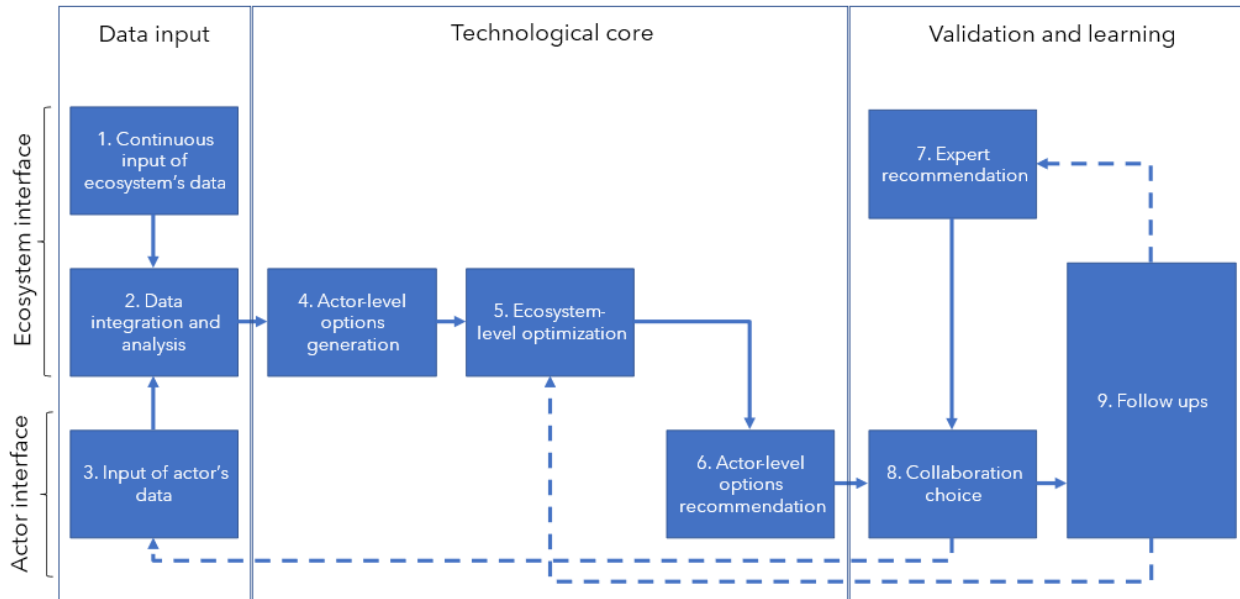 Data input
Technological core
Validation and learning
Ecosystem interface
Actor interface
1. Continuous
input of
ecosystem’s data
2. Data
integration and
analysis
3. Input of actor’s
data
4. Actor-level
options
generation
5. Ecosystem-
level optimization
6. Actor-level
options
recommendation
7. Expert
recommendation
8. Collaboration
choice
9. Follow ups